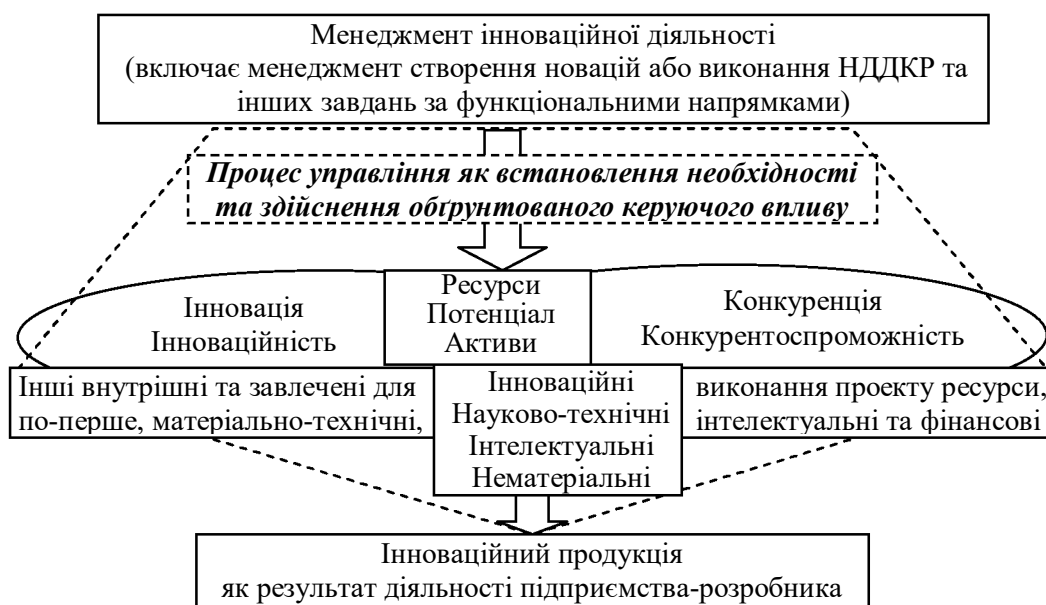 Менеджмент інноваційної діяльності
(включає менеджмент створення новацій або виконання НДДКР та
інших завдань за функціональними напрямками)
Процес управління як встановлення необхідності
та здійснення обґрунтованого керуючого впливу
Інновація
Інноваційність
Ресурси
Потенціал
Активи
Конкуренція
Конкурентоспроможність
Інші внутрішні та завлечені для
по-перше, матеріально-технічні,
Інноваційні
Науково-технічні
Інтелектуальні
Нематеріальні
виконання проекту ресурси,
інтелектуальні та фінансові
Інноваційний продукція
як результат діяльності підприємства-розробника